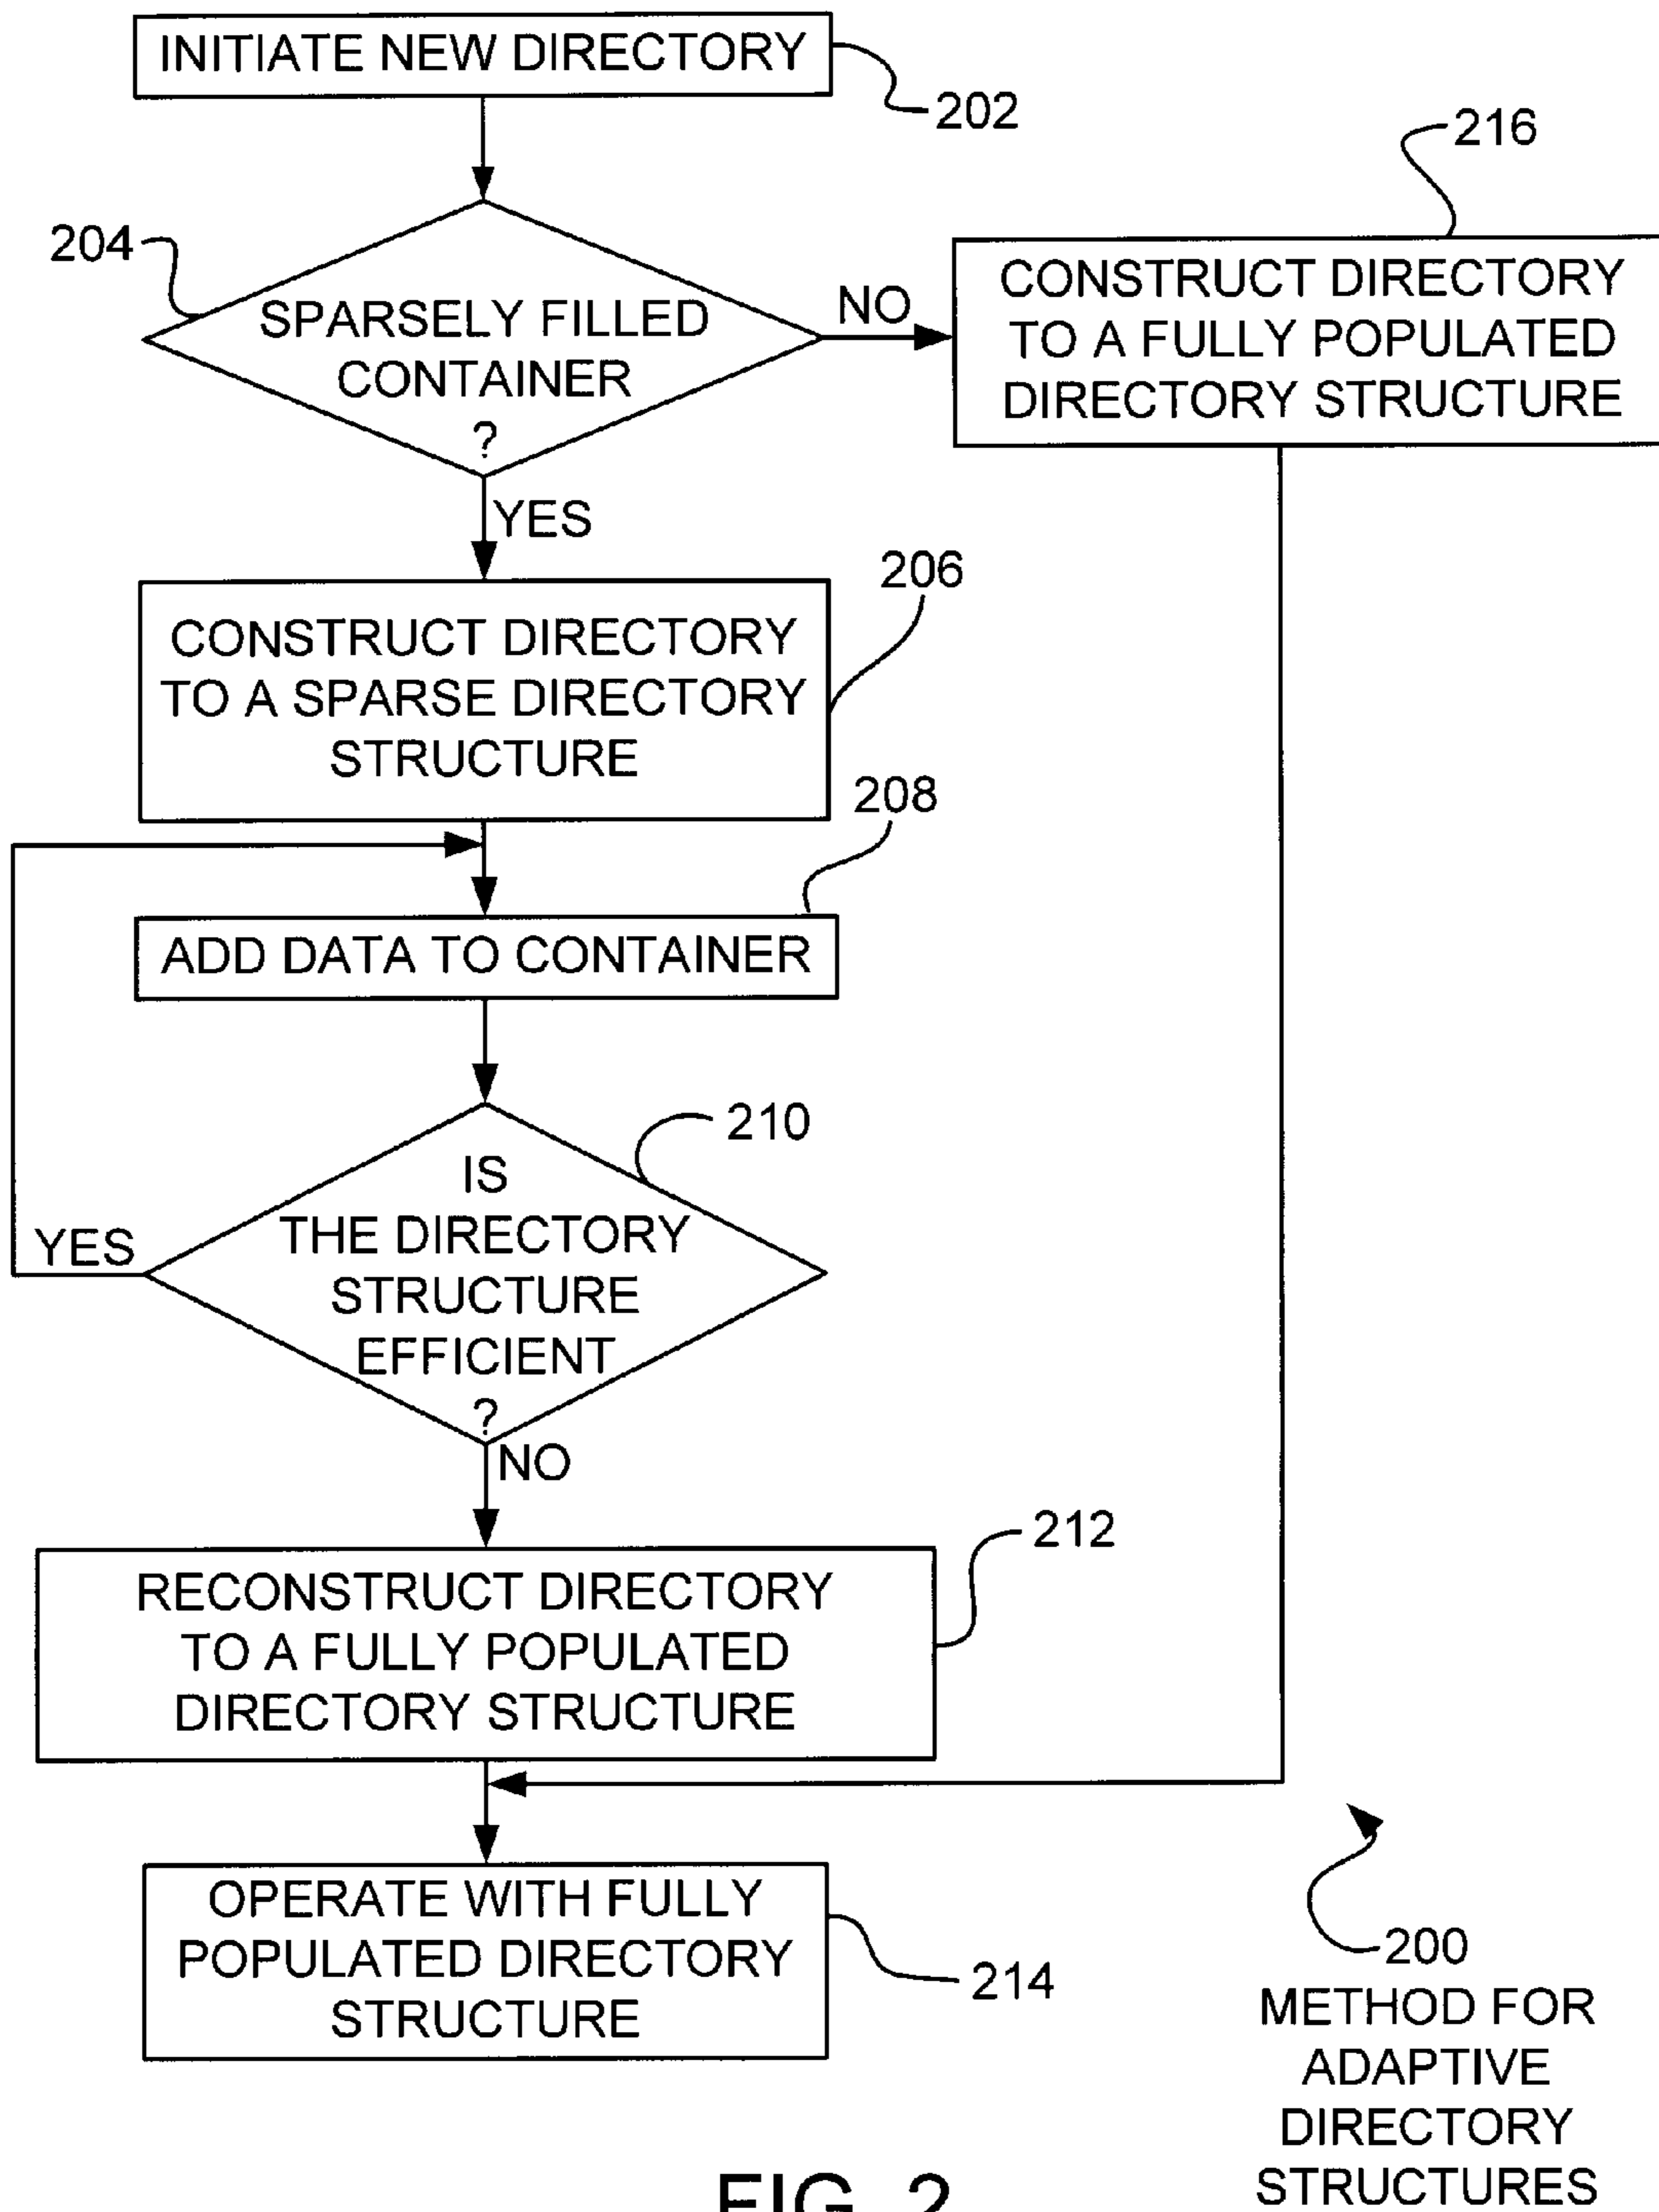 INITIATE NEW DIRECTORY
202
216
204
SPARSELY FILLED
CONTAINER
?
NO
CONSTRUCT DIRECTORY
TO A FULLY POPULATED
DIRECTORY STRUCTURE
YES
206
CONSTRUCT DIRECTORY
TO A SPARSE DIRECTORY
STRUCTURE
208
ADD DATA TO CONTAINER
210
IS
THE DIRECTORY
STRUCTURE
EFFICIENT
?
YES
NO
212
RECONSTRUCT DIRECTORY
TO A FULLY POPULATED
DIRECTORY STRUCTURE
OPERATE WITH FULLY
POPULATED DIRECTORY
STRUCTURE
214
200
METHOD FOR
ADAPTIVE
DIRECTORY
STRUCTURES
FIG. 2